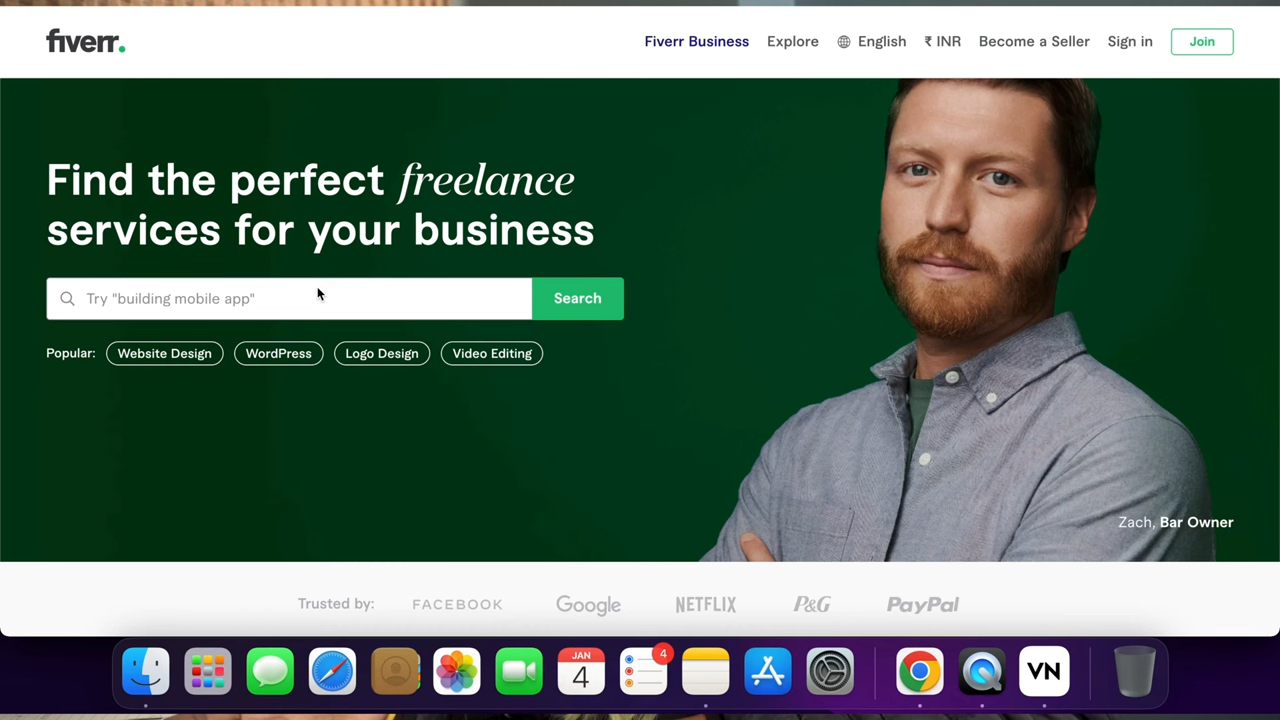 fiverr.
Fiverr Business Explore English ₹ INR Become a Seller Sign in Join
Find the perfect freelance
services for your business
Try "building mobile app" Search
Popular: Website Design WordPress Logo Design Video Editing
Zach, Bar Owner
Trusted by: FACEBOOK Google NETFLIX P&G PayPal
JAN
4
4
VN